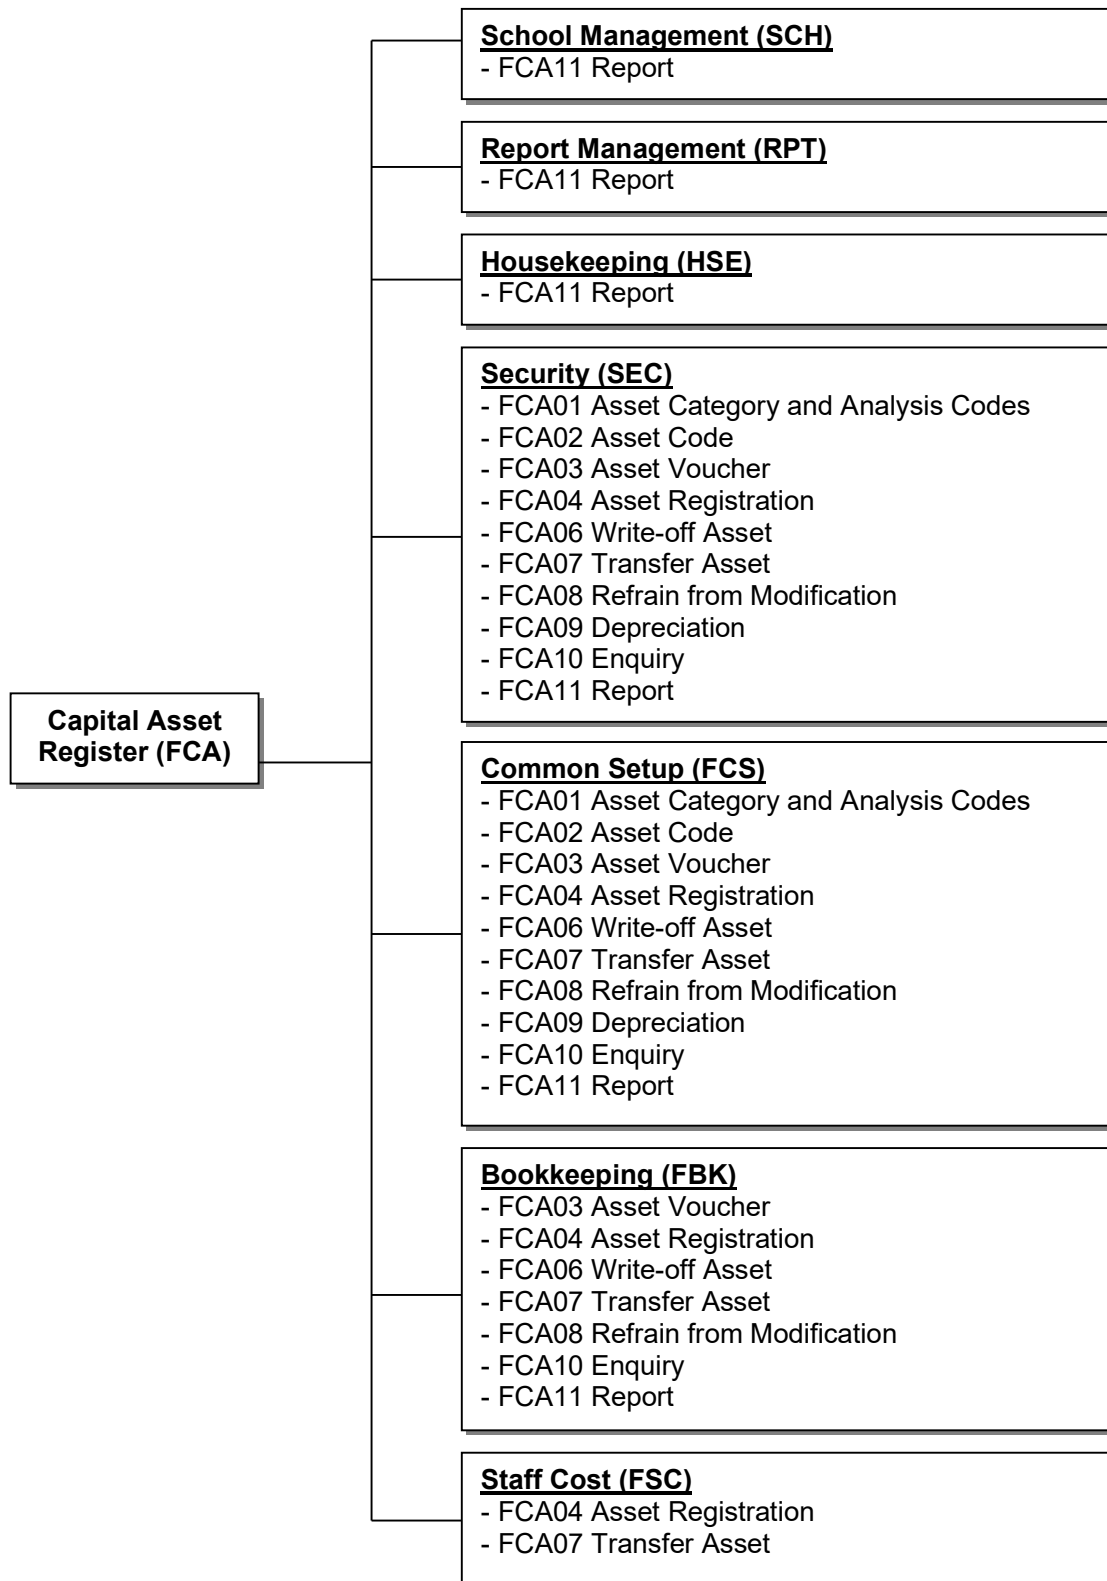 School Management (SCH)
- FCA11 Report
Report Management (RPT)
- FCA11 Report
Housekeeping (HSE)
- FCA11 Report
Security (SEC)
- FCA01 Asset Category and Analysis Codes
- FCA02 Asset Code
- FCA03 Asset Voucher
- FCA04 Asset Registration
- FCA06 Write-off Asset
- FCA07 Transfer Asset
- FCA08 Refrain from Modification
- FCA09 Depreciation
- FCA10 Enquiry
- FCA11 Report
Capital Asset
Register (FCA)
Common Setup (FCS)
- FCA01 Asset Category and Analysis Codes
- FCA02 Asset Code
- FCA03 Asset Voucher
- FCA04 Asset Registration
- FCA06 Write-off Asset
- FCA07 Transfer Asset
- FCA08 Refrain from Modification
- FCA09 Depreciation
- FCA10 Enquiry
- FCA11 Report
Bookkeeping (FBK)
- FCA03 Asset Voucher
- FCA04 Asset Registration
- FCA06 Write-off Asset
- FCA07 Transfer Asset
- FCA08 Refrain from Modification
- FCA10 Enquiry
- FCA11 Report
Staff Cost (FSC)
- FCA04 Asset Registration
- FCA07 Transfer Asset